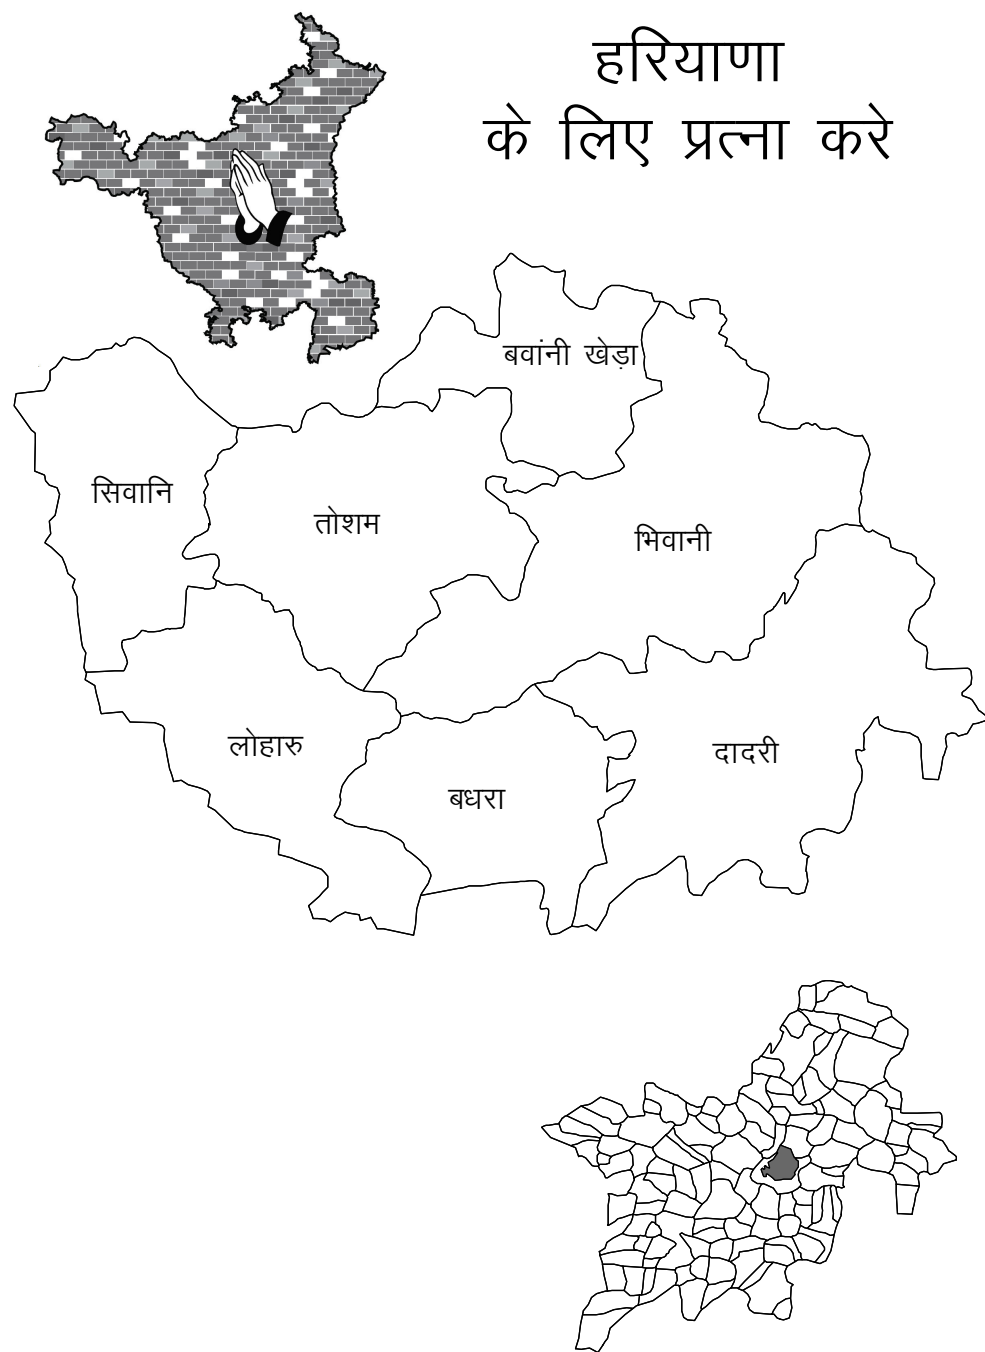 हरियाणा
के लिए प्रत्ना करे
बवांनी खेड़ा
सिवानि
तोशम
भिवानी
लोहारु
दादरी
बधरा